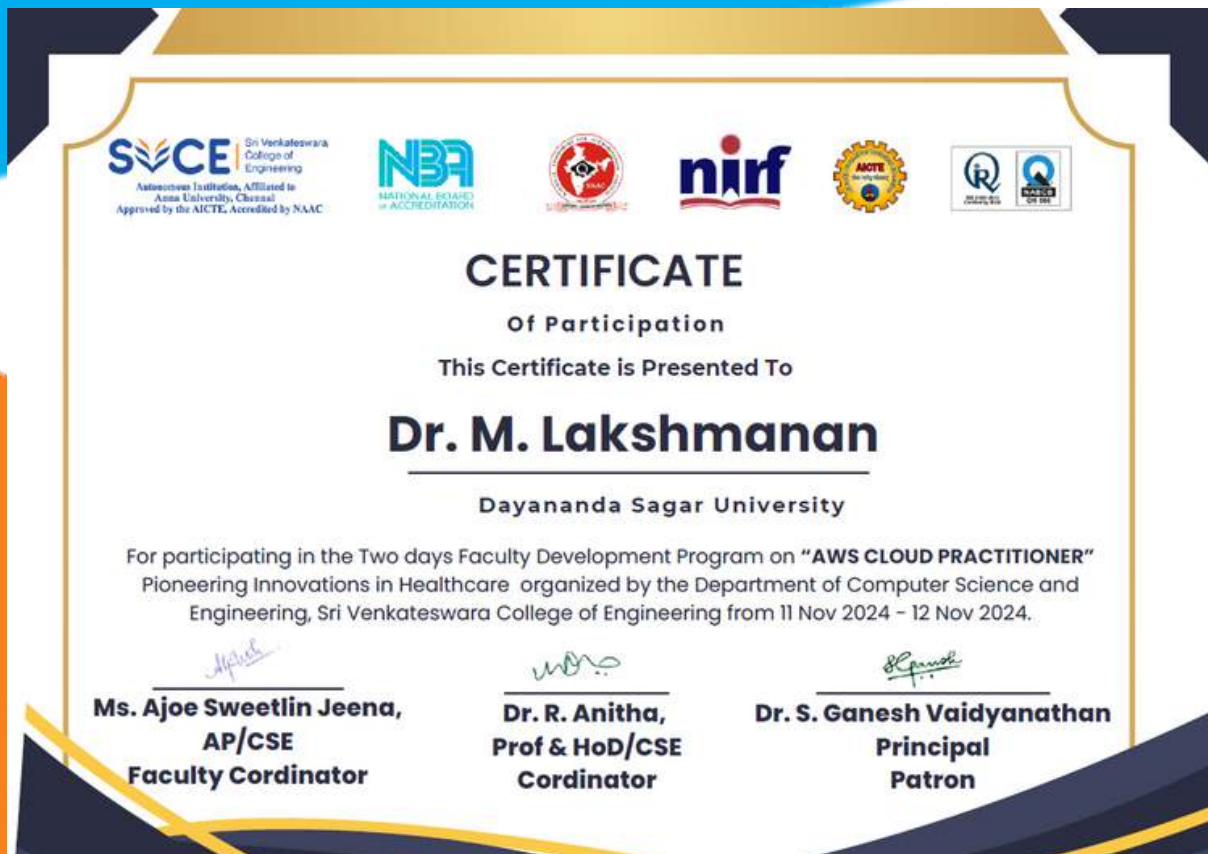 SVCE Sri Venkateswara
College of
Engineering
Autonomous Institution, Affiliated to
Anna University, Chennai
Approved by the AICTE, Accredited by NAAC
NBA
NATIONAL BOARD
OF ACCREDITATION
NAAC
nirf
AICTE
NABCB
CERTIFICATE
Of Participation
This Certificate is Presented To
Dr. M. Lakshmanan
Dayananda Sagar University
For participating in the Two days Faculty Development Program on “AWS CLOUD PRACTITIONER”
Pioneering Innovations in Healthcare organized by the Department of Computer Science and
Engineering, Sri Venkateswara College of Engineering from 11 Nov 2024 - 12 Nov 2024.
Ms. Ajoe Sweetlin Jeena,
AP/CSE
Faculty Cordinator
Dr. R. Anitha,
Prof & HoD/CSE
Cordinator
Dr. S. Ganesh Vaidyanathan
Principal
Patron